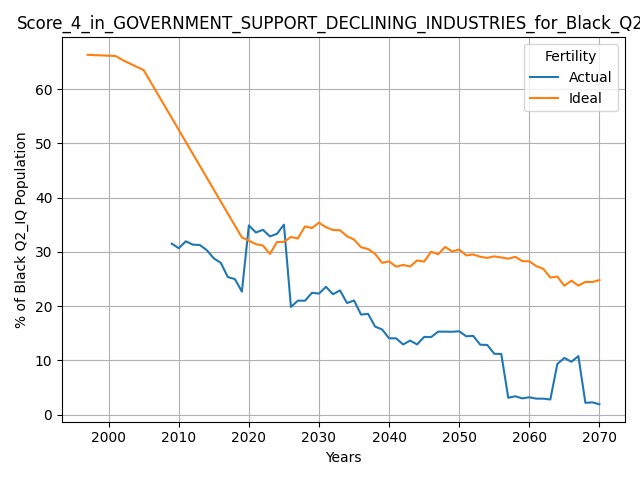 Score_4_in_GOVERNMENT_SUPPORT_DECLINING_INDUSTRIES_for_Black_Q2
Fertility
Actual
Ideal
% of Black Q2_IQ Population
60
50
40
30
20
10
0
2000 2010 2020 2030 2040 2050 2060 2070
Years